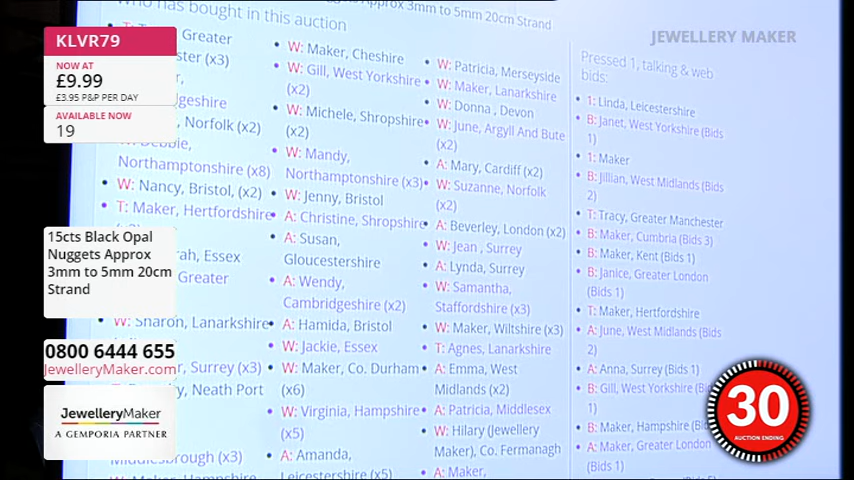 KLVR79
NOW AT
£9.99
£3.95 P&P PER DAY
AVAILABLE NOW
19
15cts Black Opal
Nuggets Approx
3mm to 5mm 20cm
Strand
0800 6444 655
JewelleryMaker.com
JewelleryMaker
A GEMPORIA PARTNER
JEWELLERY MAKER
Approx 3mm to 5mm 20cm Strand
Who has bought in this auction
Greater
(x3)
Norfolk (x2)
Debbie,
Northamptonshire (x8)
W: Nancy, Bristol, (x2)
T: Maker, Hertfordshire
Essex
Greater
W: Sharon, Lanarkshire
Surrey (x3)
Neath Port
Middlesbrough (x3)
Hampshire
W: Maker, Cheshire
W: Gill, West Yorkshire
(x2)
W: Michele, Shropshire
(x2)
W: Mandy,
Northamptonshire (x3)
W: Jenny, Bristol
A: Christine, Shropshire
A: Susan,
Gloucestershire
A: Wendy,
Cambridgeshire (x2)
A: Hamida, Bristol
W: Jackie, Essex
W: Maker, Co. Durham
(x6)
W: Virginia, Hampshire
(x5)
A: Amanda,
Leicestershire (x5)
W: Patricia, Merseyside
W: Maker, Lanarkshire
W: Donna , Devon
W: June, Argyll And Bute
(x2)
A: Mary, Cardiff (x2)
W: Suzanne, Norfolk
(x2)
A: Beverley, London (x2)
W: Jean , Surrey
A: Lynda, Surrey
W: Samantha,
Staffordshire (x3)
W: Maker, Wiltshire (x3)
T: Agnes, Lanarkshire
A: Emma, West
Midlands (x2)
A: Patricia, Middlesex
W: Hilary (Jewellery
Maker), Co. Fermanagh
A: Maker,
Pressed 1, talking & web
bids:
1: Linda, Leicestershire
B: Janet, West Yorkshire (Bids
1)
1: Maker
B: Jillian, West Midlands (Bids
2)
T: Tracy, Greater Manchester
B: Maker, Cumbria (Bids 3)
B: Maker, Kent (Bids 1)
B: Janice, Greater London
(Bids 1)
T: Maker, Hertfordshire
A: June, West Midlands (Bids
2)
A: Anna, Surrey (Bids 1)
B: Gill, West Yorkshire (Bids
1)
B: Maker, Hampshire
A: Maker, Greater London
(Bids 1)
30
AUCTION ENDING